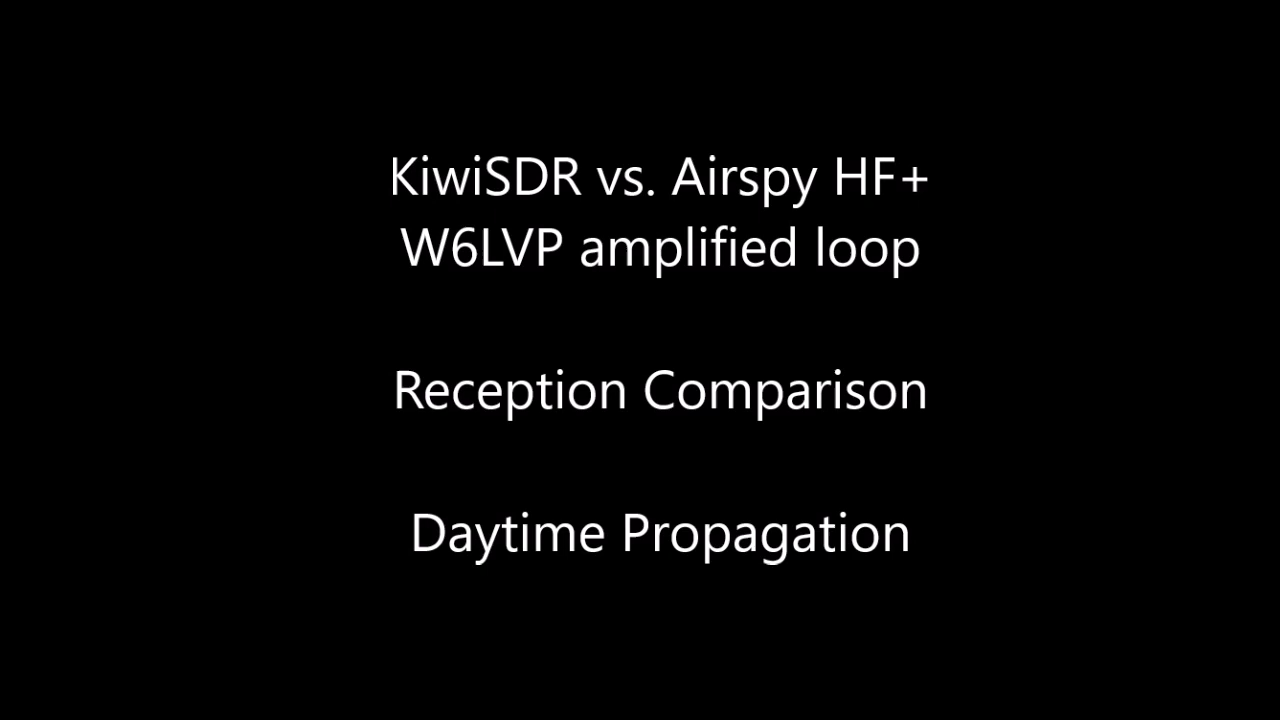 KiwiSDR vs. Airspy HF+
W6LVP amplified loop
Reception Comparison
Daytime Propagation